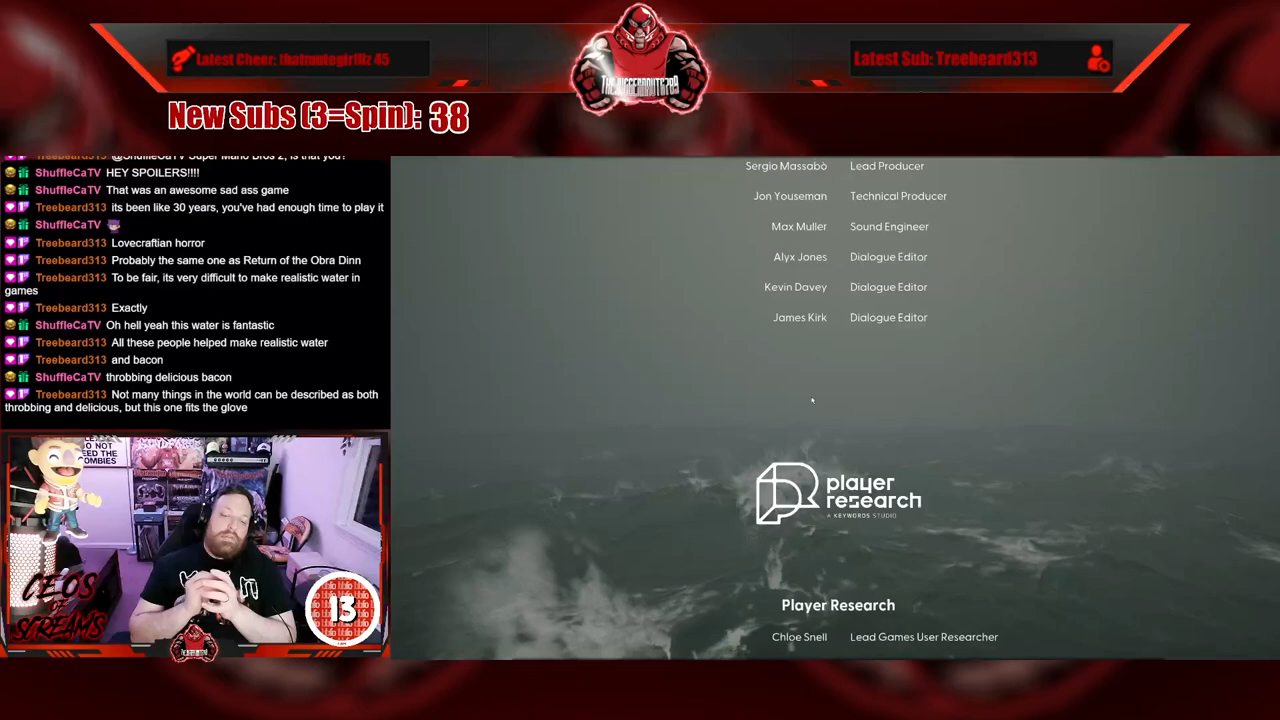 Latest Cheer: thatmutegirlliz 45
THEJUGGERNAUT6789
Latest Sub: Treebeard313
New Subs (3=Spin): 38
Treebeard313 @ShuffleCaTV Super Mario Bros 2, is that you?
ShuffleCaTV HEY SPOILERS!!!!
ShuffleCaTV That was an awesome sad ass game
Treebeard313 its been like 30 years, you've had enough time to play it
ShuffleCaTV
Treebeard313 Lovecraftian horror
Treebeard313 Probably the same one as Return of the Obra Dinn
Treebeard313 To be fair, its very difficult to make realistic water in
games
Treebeard313 Exactly
ShuffleCaTV Oh hell yeah this water is fantastic
Treebeard313 All these people helped make realistic water
Treebeard313 and bacon
ShuffleCaTV throbbing delicious bacon
Treebeard313 Not many things in the world can be described as both
throbbing and delicious, but this one fits the glove
Sergio Massabò Lead Producer
Jon Youseman Technical Producer
Max Muller Sound Engineer
Alyx Jones Dialogue Editor
Kevin Davey Dialogue Editor
James Kirk Dialogue Editor
player
research
A KEYWORDS STUDIO
Player Research
Chloe Snell Lead Games User Researcher
DO NOT
FEED THE
ZOMBIES
CEOS
OF
SCREAMS
13